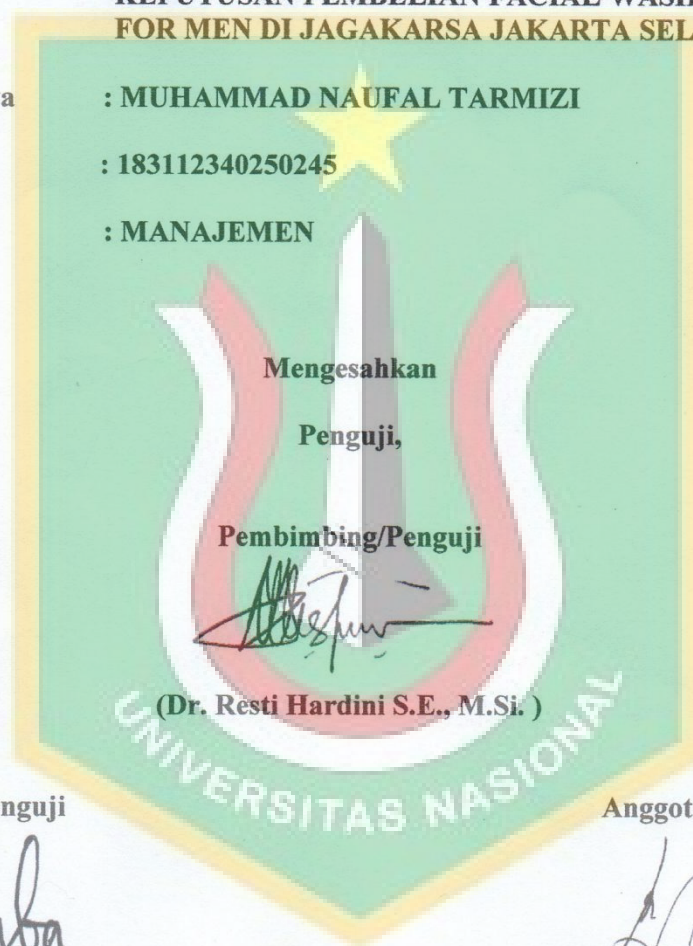 FOR MEN DI JAGAKARSA JAKARTA SEL
a : MUHAMMAD NAUFAL TARMIZI
: 183112340250245
: MANAJEMEN
Mengesahkan
Penguji,
Pembimbing/Penguji
(Dr. Resti Hardini S.E., M.Si. )
UNIVERSITAS NASIONAL
nguji Anggot